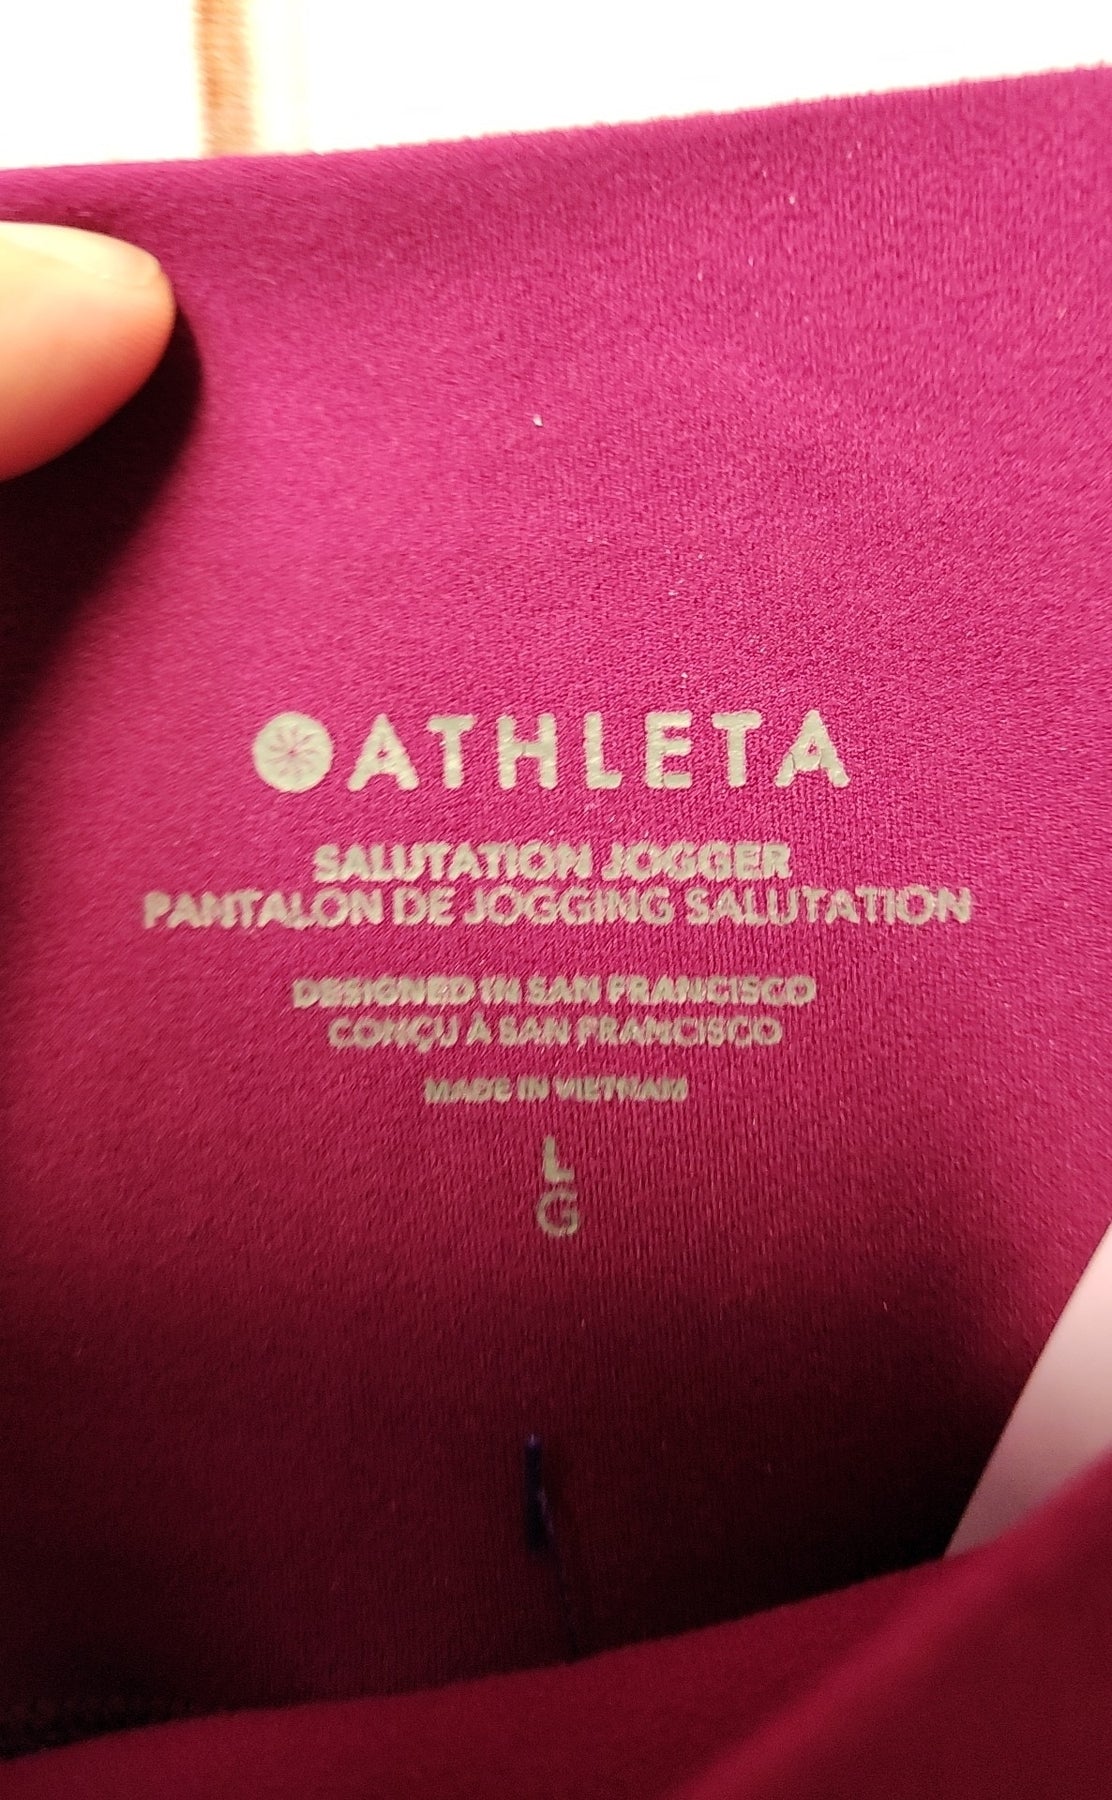 ATHLETA
SALUTATION JOGGER
PANTALON DE JOGGING SALUTATION
DESIGNED IN SAN FRANCISCO
CONÇU À SAN FRANCISCO
MADE IN VIETNAM
L
G